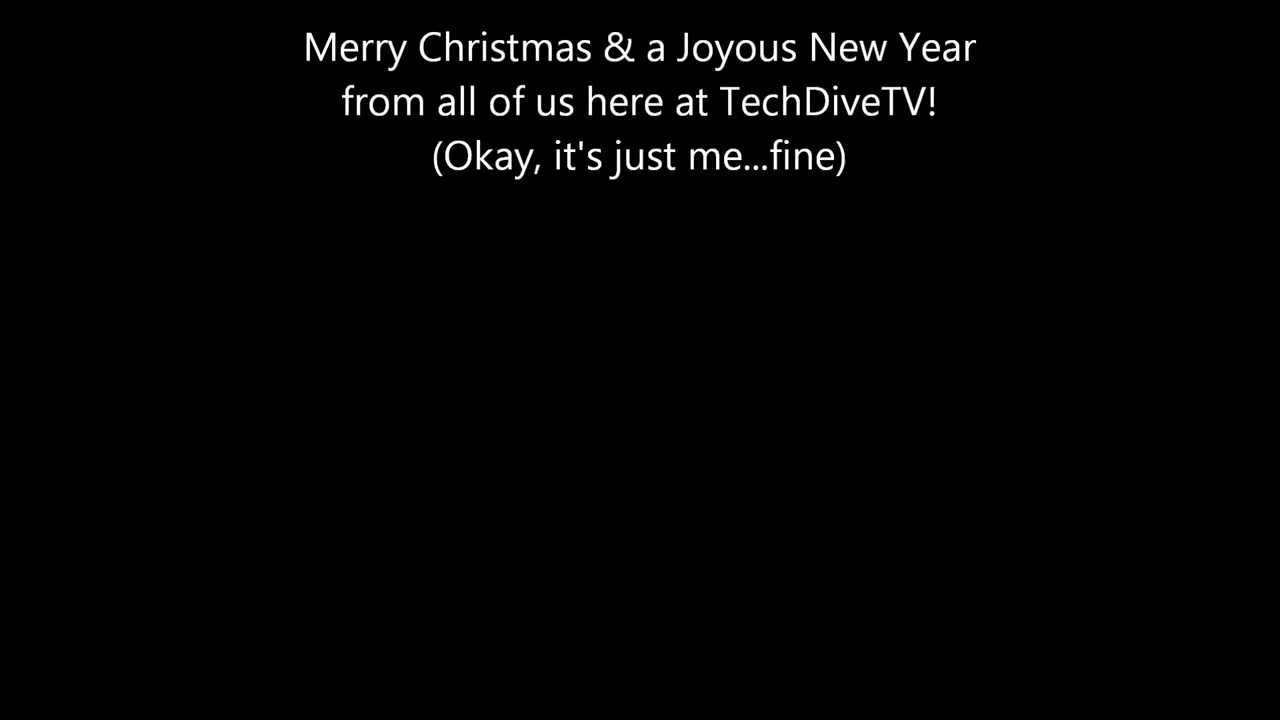 Merry Christmas & a Joyous New Year
from all of us here at TechDiveTV!
(Okay, it's just me...fine)